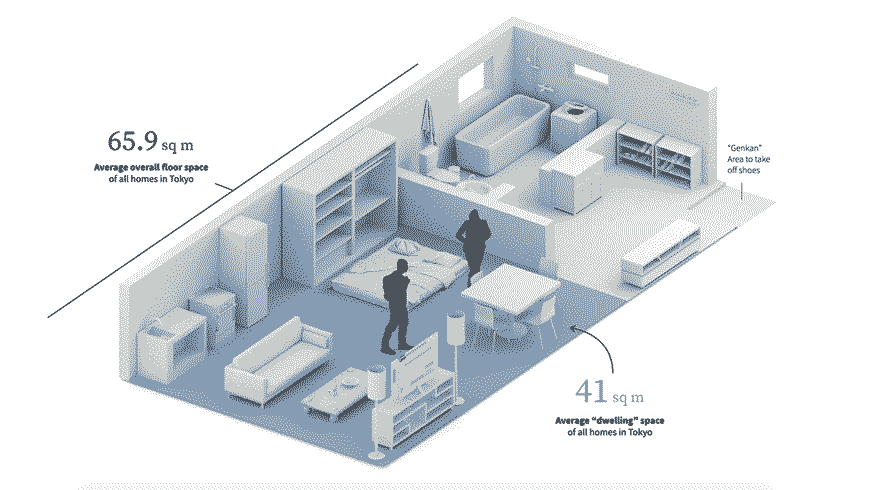 65.9 sq m
Average overall floor space
of all homes in Tokyo
“Genkan”
Area to take
off shoes
41 sq m
Average “dwelling” space
of all homes in Tokyo